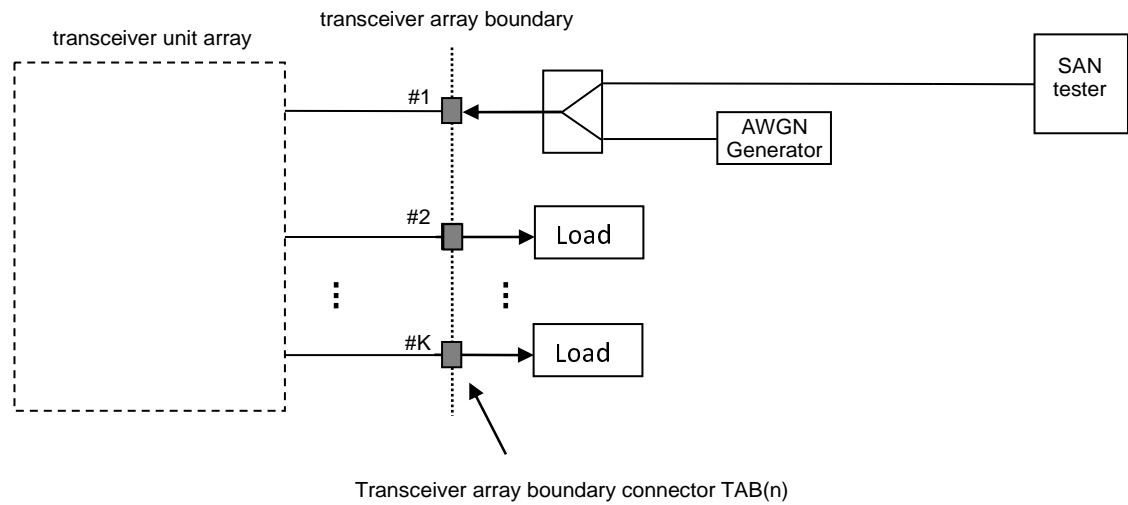 transceiver array boundary
transceiver unit array
SAN
tester
#1
AWGN
Generator
#2
Load
#K
Load
Transceiver array boundary connector TAB(n)